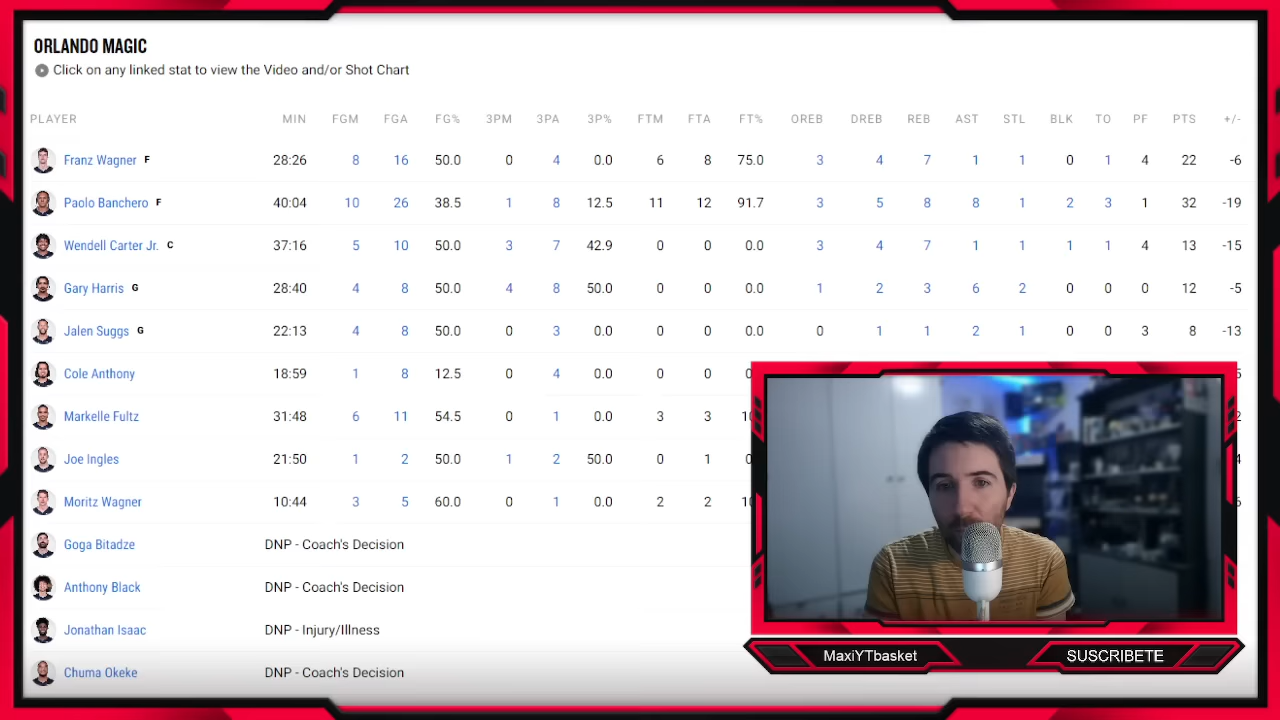 ORLANDO MAGIC
Click on any linked stat to view the Video and/or Shot Chart
PLAYER MIN FGM FGA FG% 3PM 3PA 3P% FTM FTA FT% OREB DREB REB AST STL BLK TO PF PTS +/-
Franz Wagner F 28:26 8 16 50.0 0 4 0.0 6 8 75.0 3 4 7 1 1 0 1 4 22 -6
Paolo Banchero F 40:04 10 26 38.5 1 8 12.5 11 12 91.7 3 5 8 8 1 2 3 1 32 -19
Wendell Carter Jr. C 37:16 5 10 50.0 3 7 42.9 0 0 0.0 3 4 7 1 1 1 1 4 13 -15
Gary Harris G 28:40 4 8 50.0 4 8 50.0 0 0 0.0 1 2 3 6 2 0 0 0 12 -5
Jalen Suggs G 22:13 4 8 50.0 0 3 0.0 0 0 0.0 0 1 1 2 1 0 0 3 8 -13
Cole Anthony 18:59 1 8 12.5 0 4 0.0 0 0
Markelle Fultz 31:48 6 11 54.5 0 1 0.0 3 3
Joe Ingles 21:50 1 2 50.0 1 2 50.0 0 1
Moritz Wagner 10:44 3 5 60.0 0 1 0.0 2 2
Goga Bitadze DNP - Coach's Decision
Anthony Black DNP - Coach's Decision
Jonathan Isaac DNP - Injury/Illness
Chuma Okeke DNP - Coach's Decision
MaxiYTbasket
SUSCRIBETE